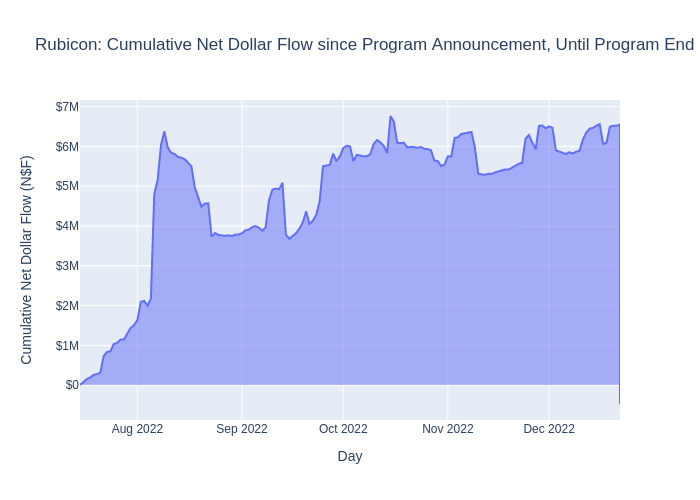 Rubicon: Cumulative Net Dollar Flow since Program Announcement, Until Program End
Cumulative Net Dollar Flow (N$F)
$7M
$6M
$5M
$4M
$3M
$2M
$1M
$0
Aug 2022
Sep 2022
Oct 2022
Nov 2022
Dec 2022
Day